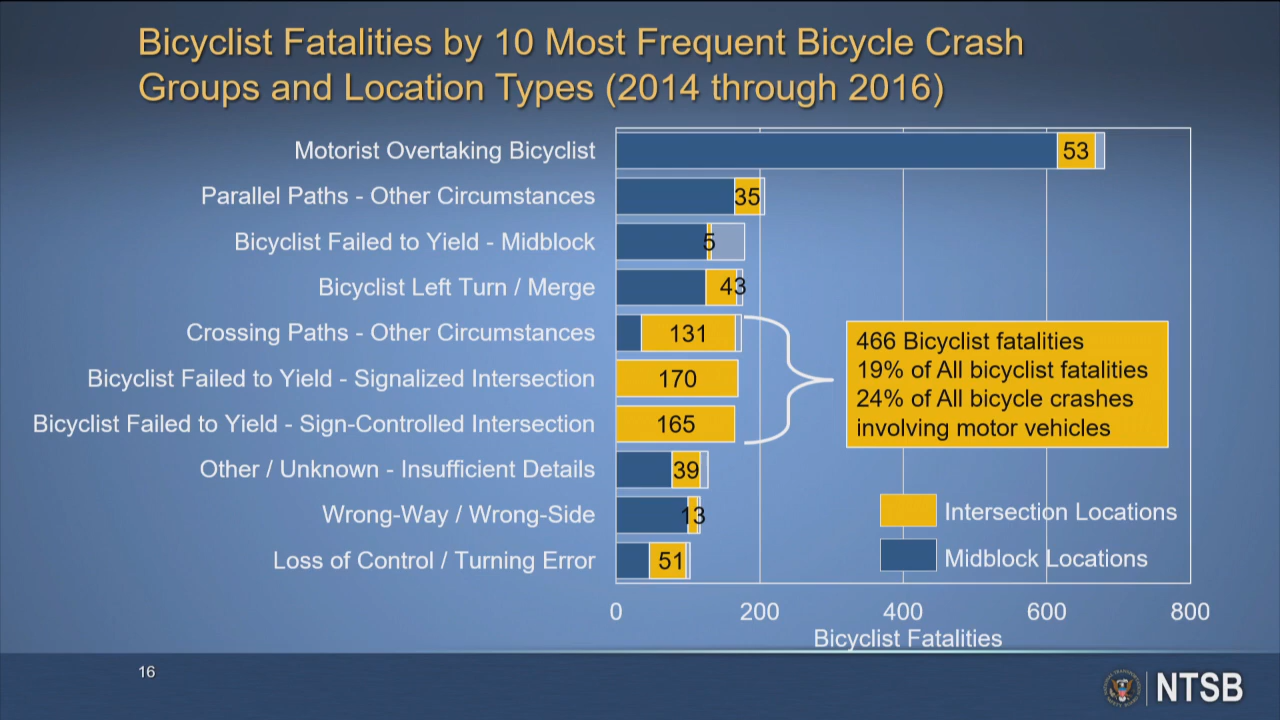 Bicyclist Fatalities by 10 Most Frequent Bicycle Crash
Groups and Location Types (2014 through 2016)
Motorist Overtaking Bicyclist
53
Parallel Paths - Other Circumstances
35
Bicyclist Failed to Yield - Midblock
5
Bicyclist Left Turn / Merge
43
Crossing Paths - Other Circumstances
131
Bicyclist Failed to Yield - Signalized Intersection
170
Bicyclist Failed to Yield - Sign-Controlled Intersection
165
Other / Unknown - Insufficient Details
39
Wrong-Way / Wrong-Side
13
Loss of Control / Turning Error
51
466 Bicyclist fatalities
19% of All bicyclist fatalities
24% of All bicycle crashes
involving motor vehicles
Intersection Locations
Midblock Locations
0 200 400 600 800
Bicyclist Fatalities
16
NTSB